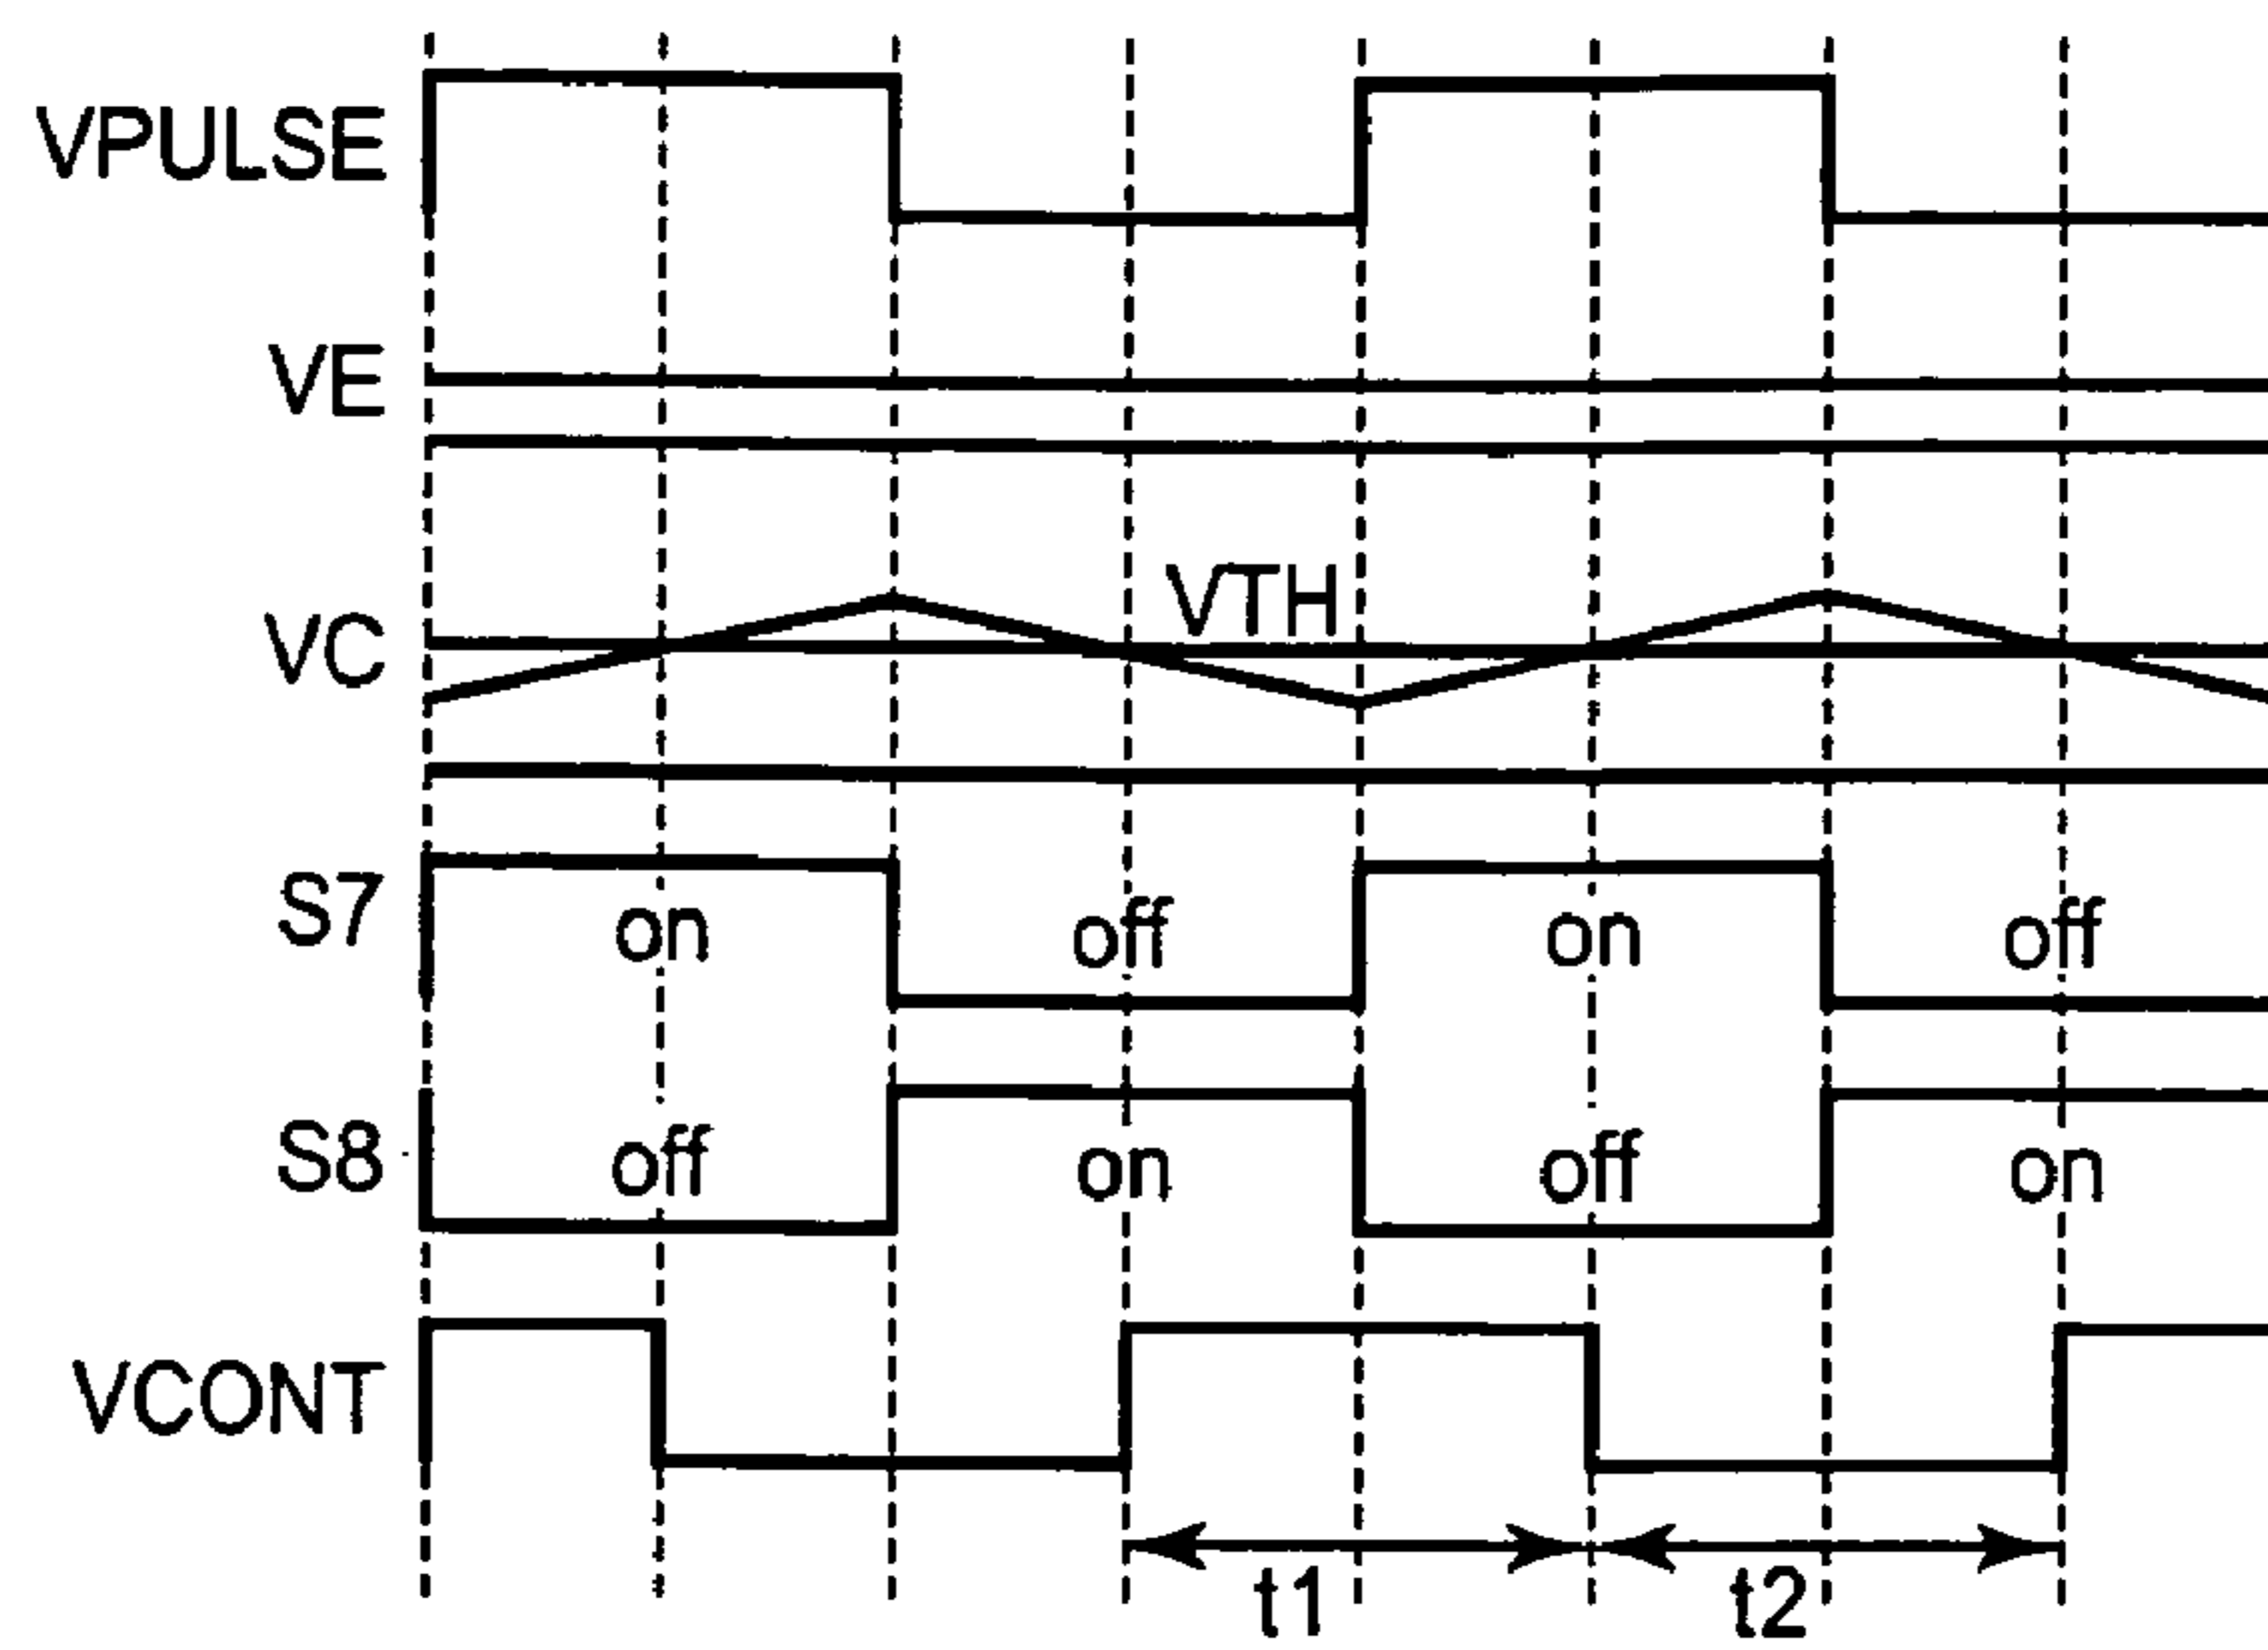 VPULSE
VE
VTH
VC
S7 on off on off
S8 off on off on
VCONT
t1 t2